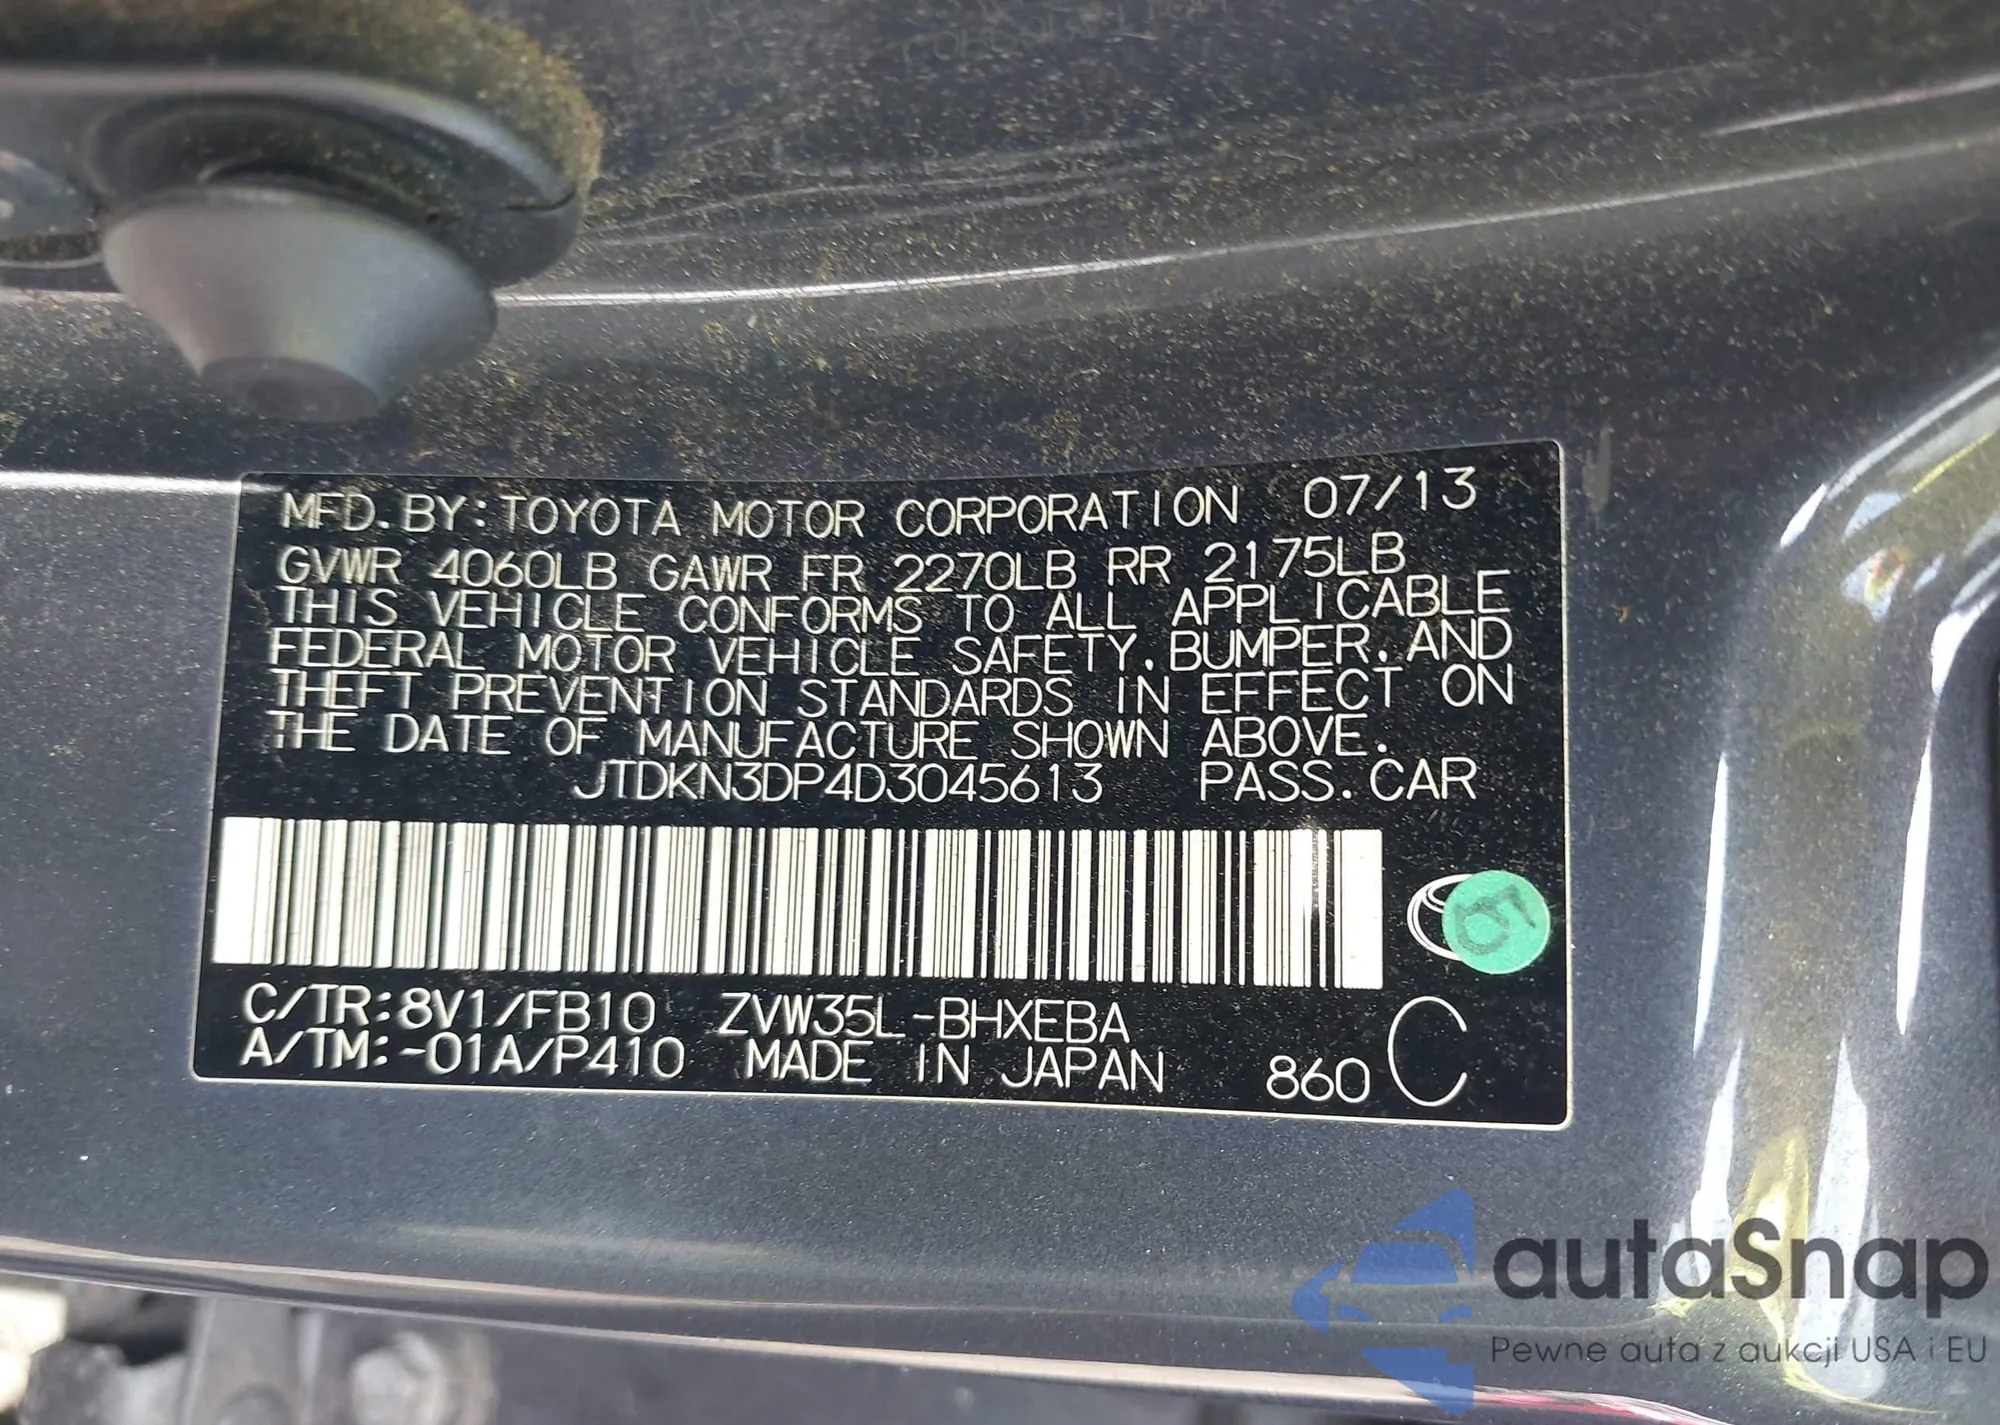 MFD.BY:TOYOTA MOTOR CORPORATION 07/13
GVWR 4060LB GAWR FR 2270LB RR 2175LB
THIS VEHICLE CONFORMS TO ALL APPLICABLE
FEDERAL MOTOR VEHICLE SAFETY,BUMPER,AND
THEFT PREVENTION STANDARDS IN EFFECT ON
THE DATE OF MANUFACTURE SHOWN ABOVE.
JTDKN3DP4D3045613 PASS.CAR
C/TR:8V1/FB10 ZVW35L-BHXEBA
A/TM:-01A/P410 MADE IN JAPAN 860 C
autaSnap
Pewne auta z aukcji USA i EU